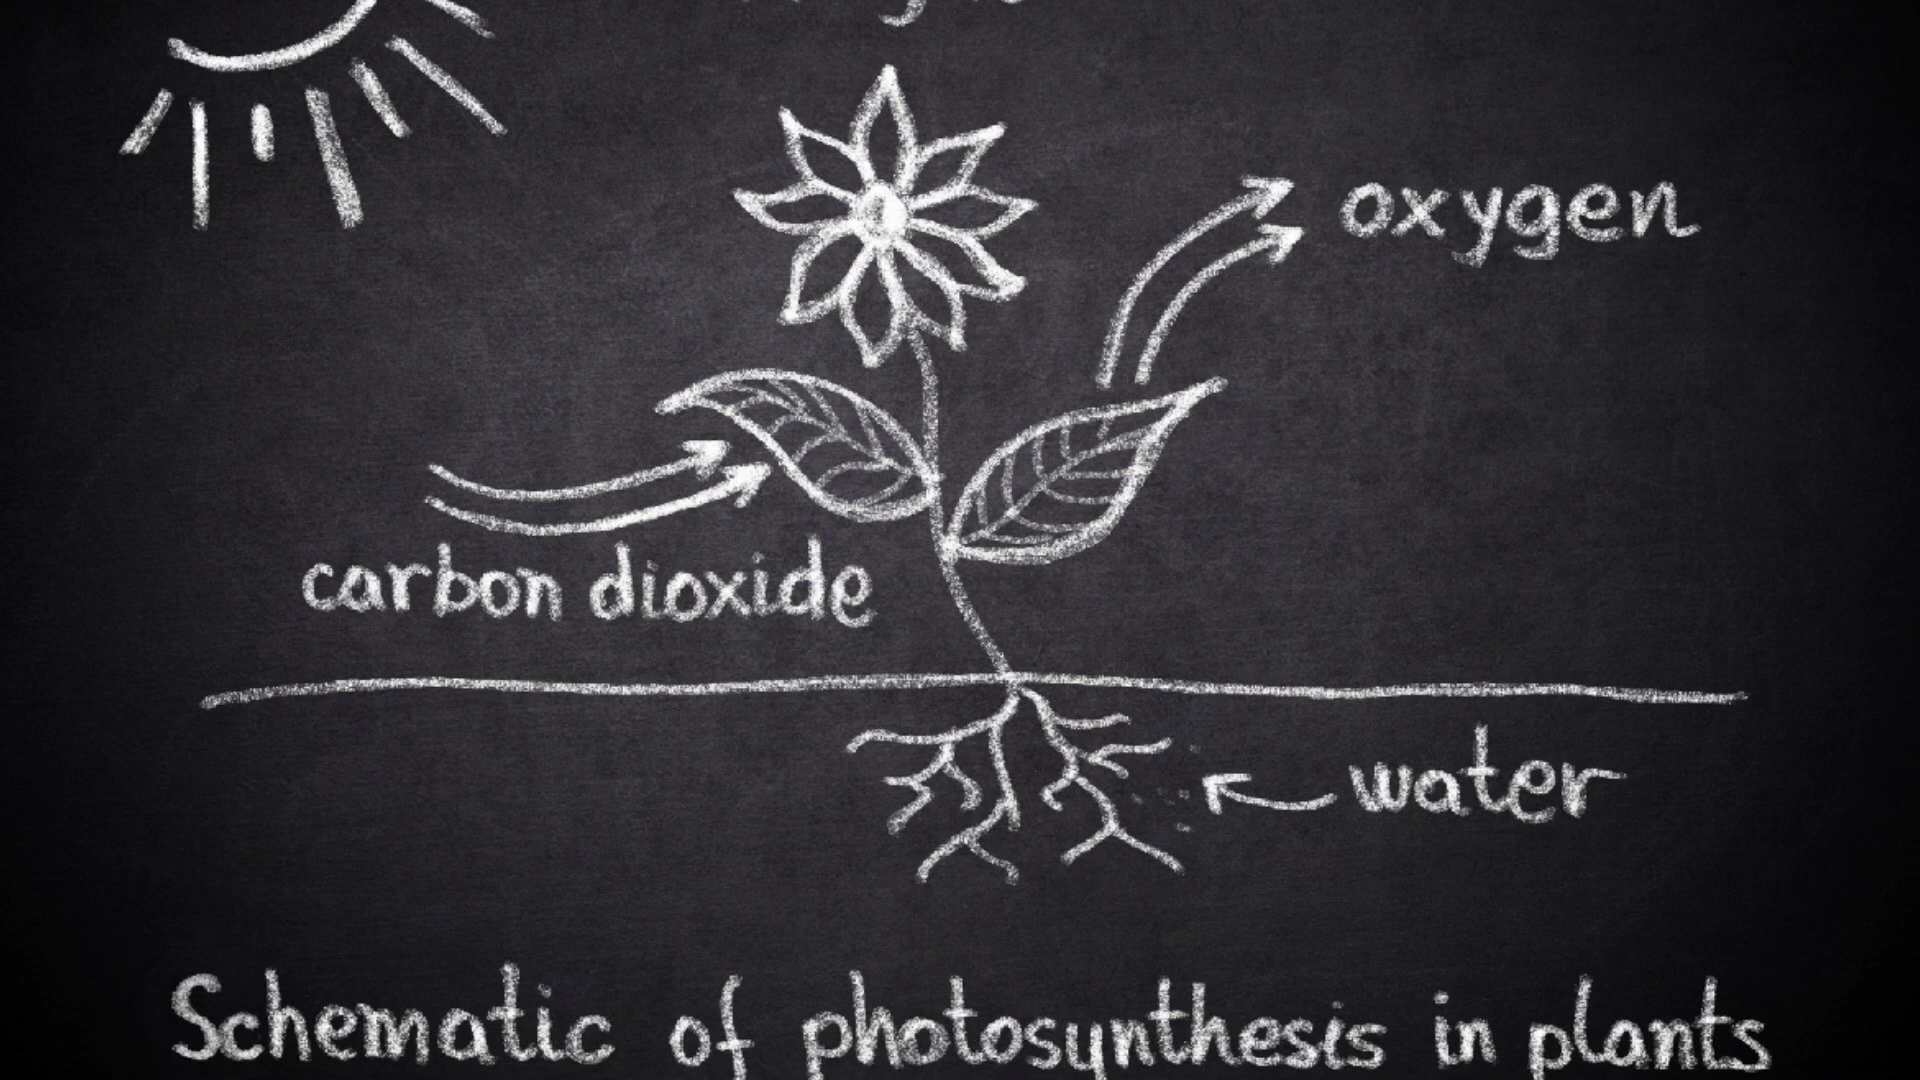 oxygen
carbon dioxide
water
Schematic of photosynthesis in plants